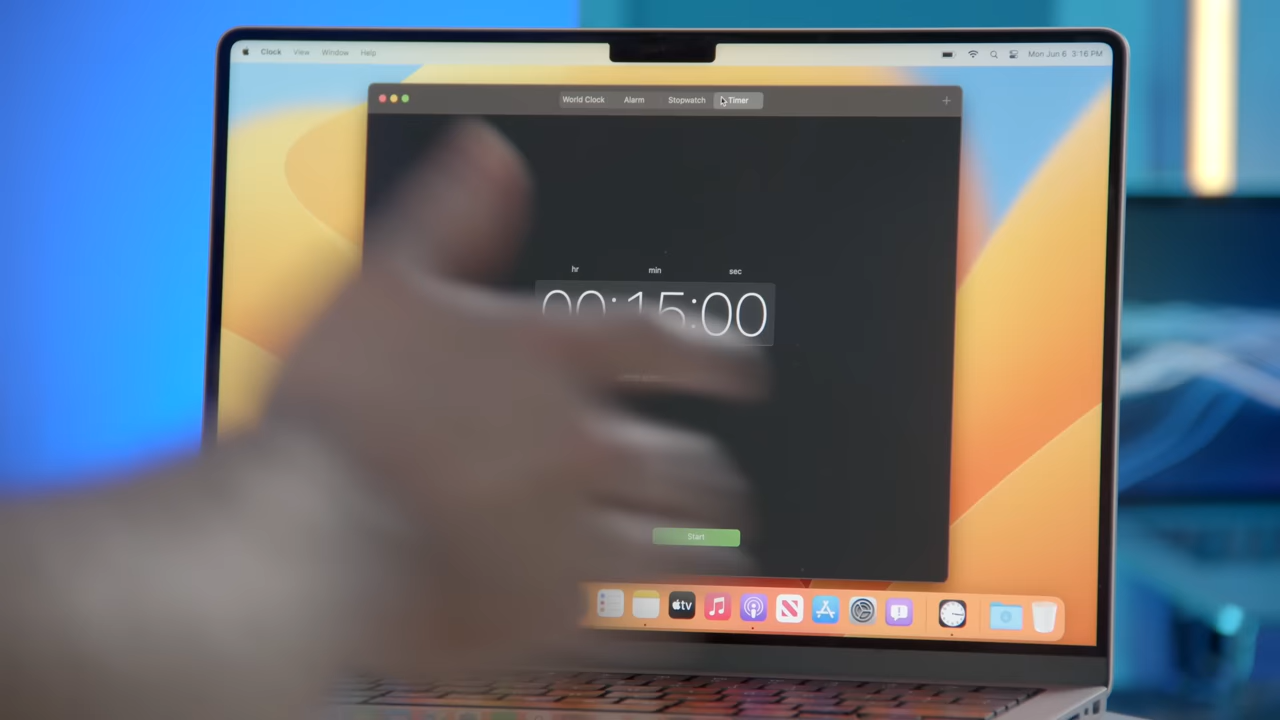 Clock View Window Help Mon Jun 6 3:16 PM
World Clock Alarm Stopwatch Timer
hr min sec
00:15:00
Start
tv